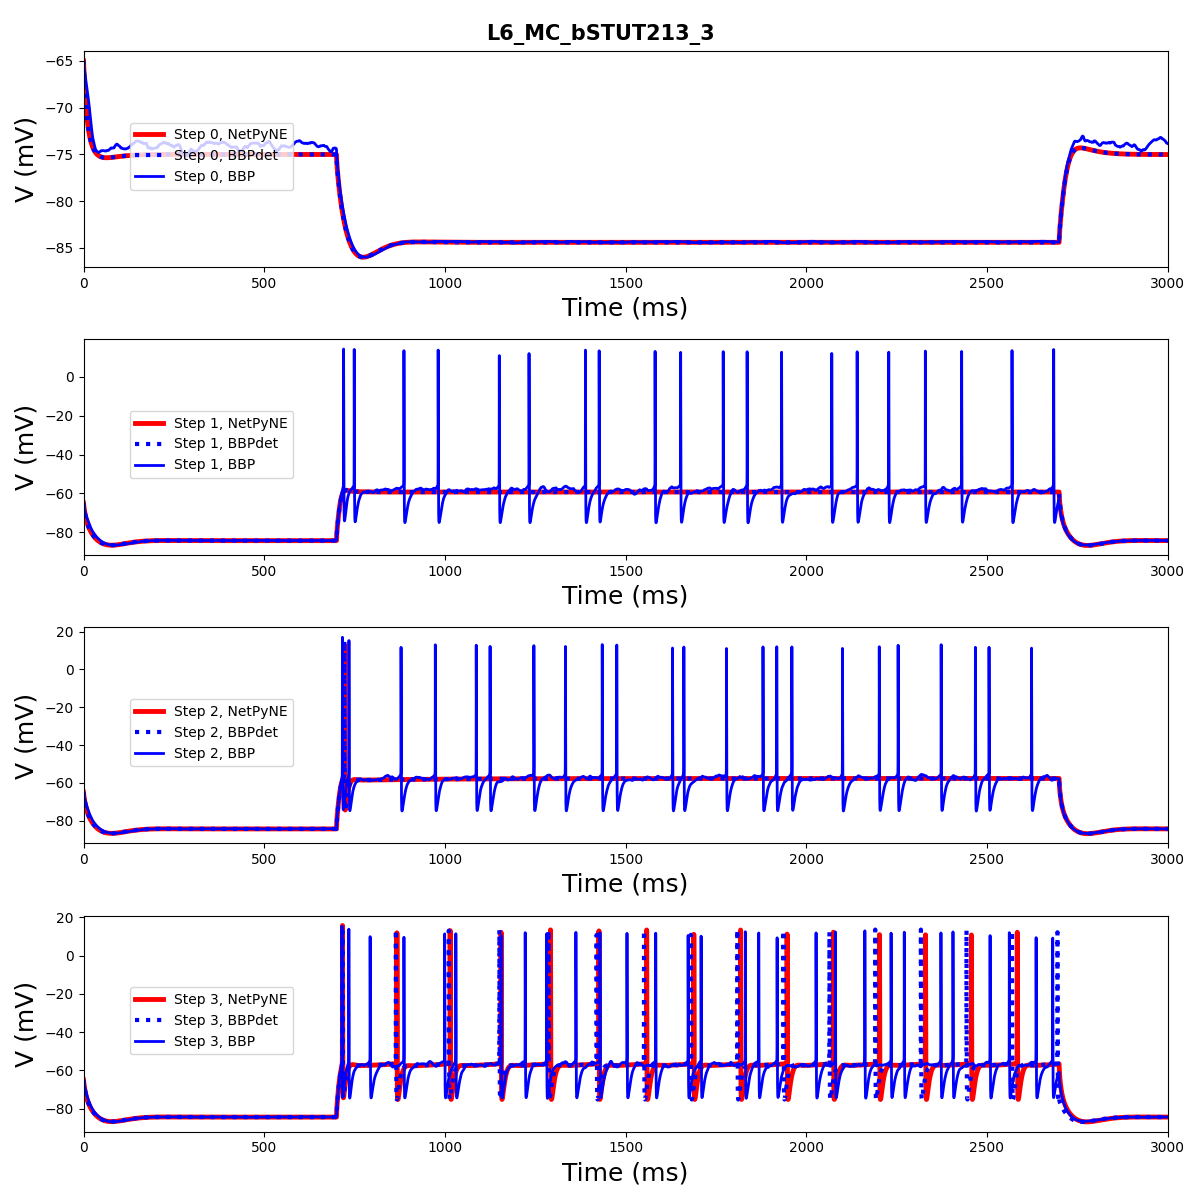 L6_MC_bSTUT213_3
−65
−70
−75
−80
−85
V (mV)
Step 0, NetPyNE
Step 0, BBPdet
Step 0, BBP
0 500 1000 1500 2000 2500 3000
Time (ms)
0
−20
−40
−60
−80
V (mV)
Step 1, NetPyNE
Step 1, BBPdet
Step 1, BBP
0 500 1000 1500 2000 2500 3000
Time (ms)
20
0
−20
−40
−60
−80
V (mV)
Step 2, NetPyNE
Step 2, BBPdet
Step 2, BBP
0 500 1000 1500 2000 2500 3000
Time (ms)
20
0
−20
−40
−60
−80
V (mV)
Step 3, NetPyNE
Step 3, BBPdet
Step 3, BBP
0 500 1000 1500 2000 2500 3000
Time (ms)